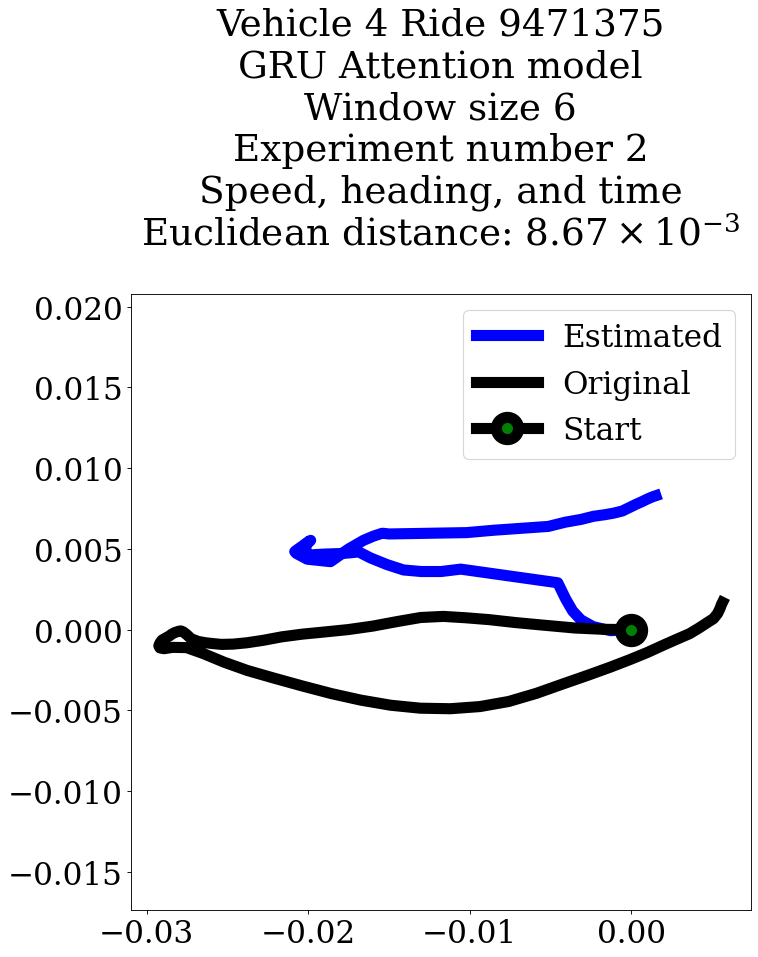 Vehicle 4 Ride 9471375
GRU Attention model
Window size 6
Experiment number 2
Speed, heading, and time
Euclidean distance: 8.67 × 10⁻³
0.020
0.015
0.010
0.005
0.000
−0.005
−0.010
−0.015
Estimated
Original
Start
−0.03 −0.02 −0.01 0.00